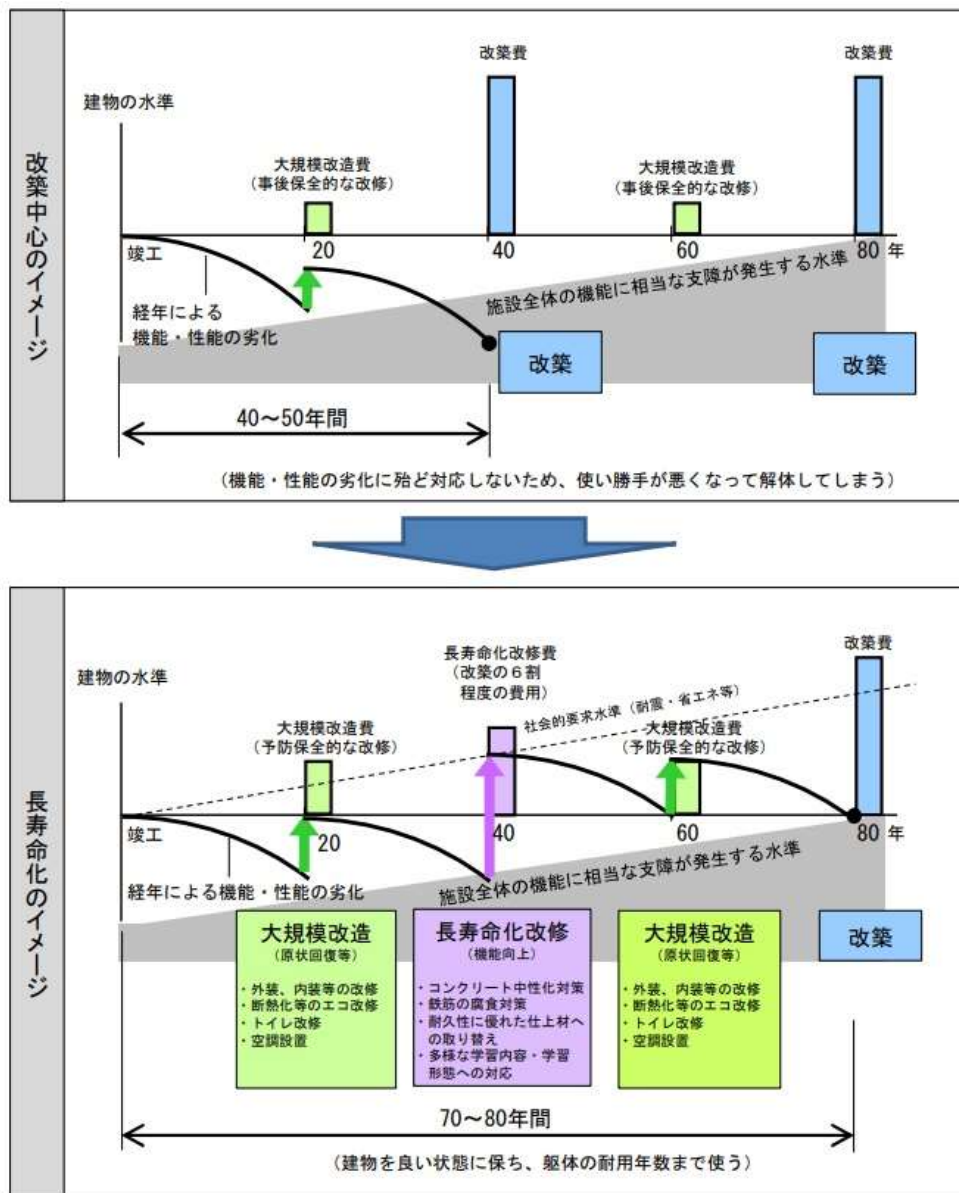 改築中心のイメージ
改築費
改築費
建物の水準
大規模改造費
（事後保全的な改修）
大規模改造費
（事後保全的な改修）
竣工
20
40
60
80 年
経年による
機能・性能の劣化
施設全体の機能に相当な支障が発生する水準
改築
改築
40～50年間
（機能・性能の劣化に殆ど対応しないため、使い勝手が悪くなって解体してしまう）
長寿命化のイメージ
改築費
長寿命化改修費
（改築の６割
程度の費用）
建物の水準
社会的要求水準（耐震・省エネ等）
大規模改造費
（予防保全的な改修）
大規模改造費
（予防保全的な改修）
竣工
20
40
60
80 年
経年による機能・性能の劣化
施設全体の機能に相当な支障が発生する水準
大規模改造
（原状回復等）
・外装、内装等の改修
・断熱化等のエコ改修
・トイレ改修
・空調設置
長寿命化改修
（機能向上）
・コンクリート中性化対策
・鉄筋の腐食対策
・耐久性に優れた仕上材へ
の取り替え
・多様な学習内容・学習
形態への対応
大規模改造
（原状回復等）
・外装、内装等の改修
・断熱化等のエコ改修
・トイレ改修
・空調設置
改築
70～80年間
（建物を良い状態に保ち、躯体の耐用年数まで使う）